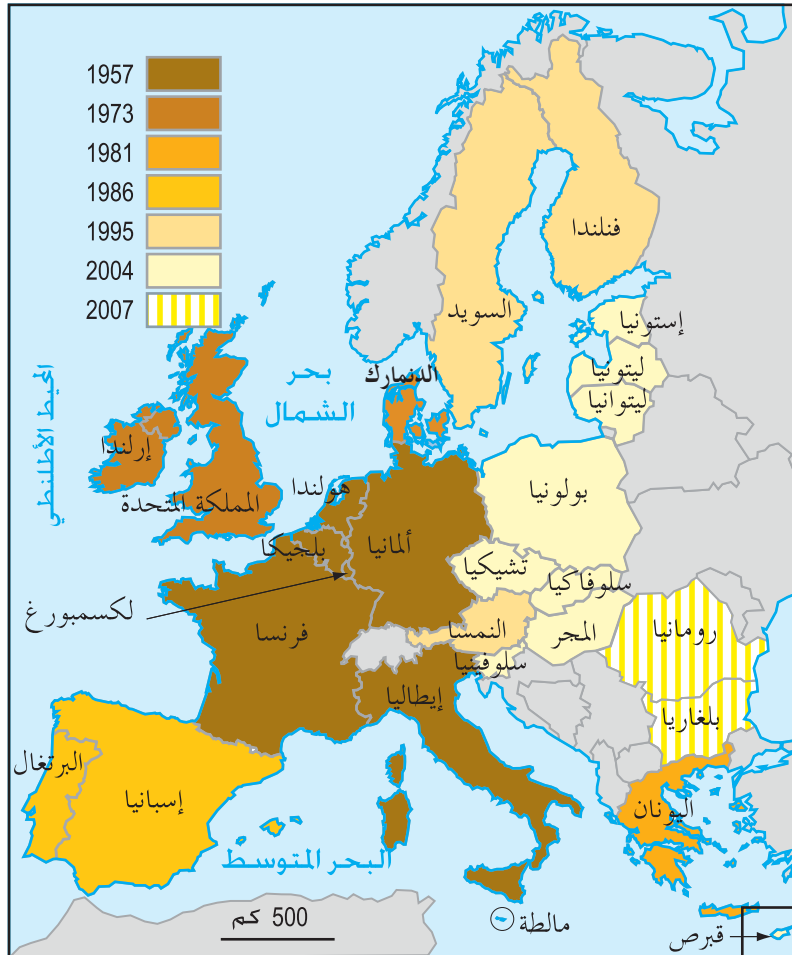 1957
1973
1981
1986
1995
2004
2007
فنلندا
السويد
إستونيا
ليتونيا
ليتوانيا
الدنمارك
بحر
الشمال
المحيط الأطلنطي
إرلندا
المملكة المتحدة
هولندا
بلجيكا
ألمانيا
بولونيا
تشيكيا
سلوفاكيا
لكسمبورغ
فرنسا
النمسا
المجر
رومانيا
سلوفينيا
إيطاليا
بلغاريا
البرتغال
إسبانيا
اليونان
البحر المتوسط
500 كم
مالطة
قبرص